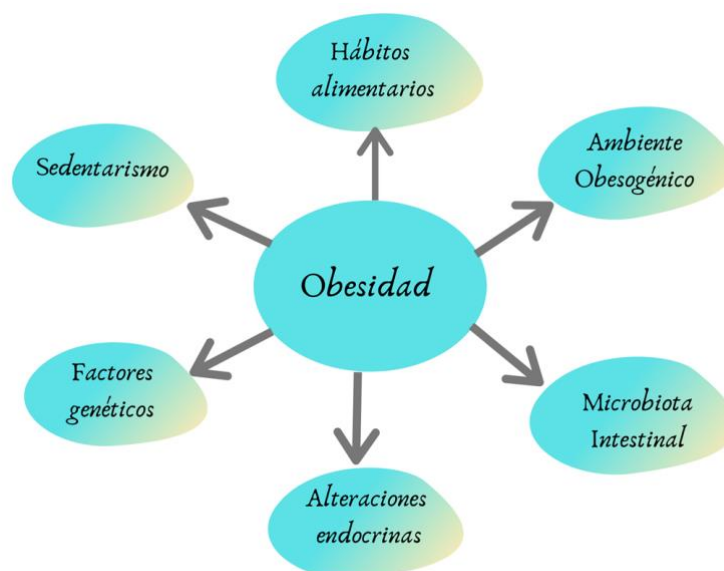 Hábitos
alimentarios
Sedentarismo
Ambiente
Obesogénico
Obesidad
Factores
genéticos
Microbiota
Intestinal
Alteraciones
endocrinas